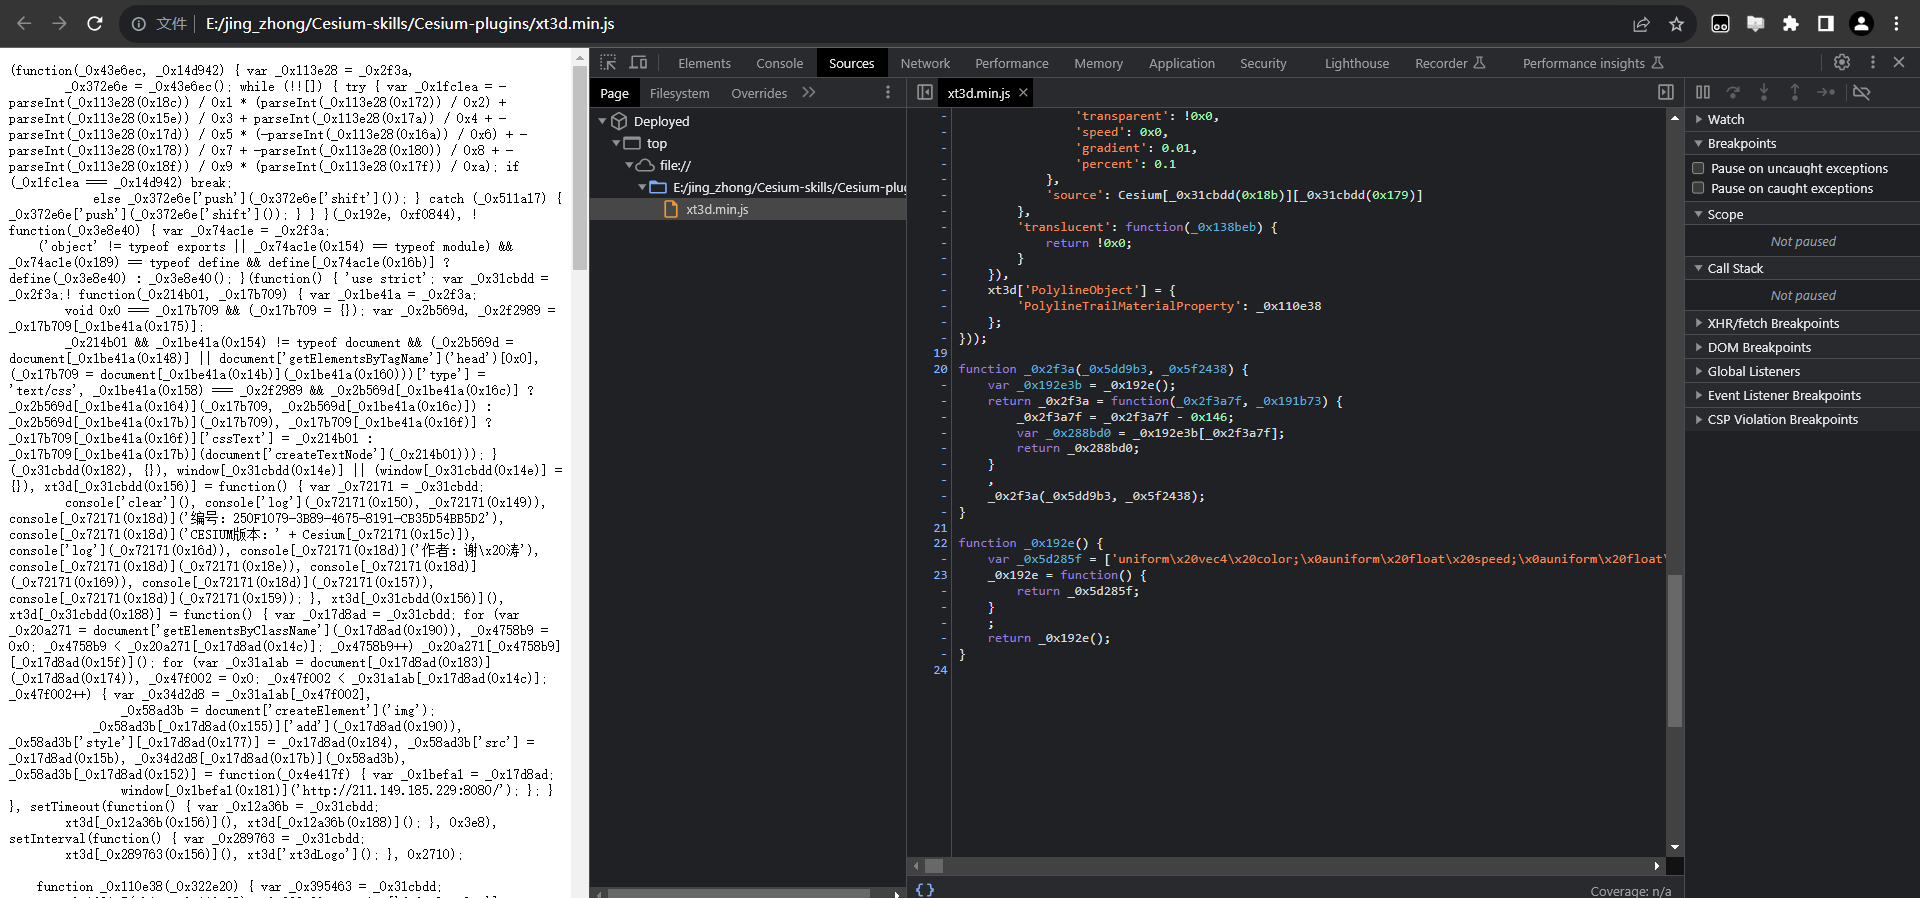 文件 E:/jing_zhong/Cesium-skills/Cesium-plugins/xt3d.min.js
(function(_0x43e6ec, _0x14d942) { var _0x113e28 = _0x2f3a,
_0x372e6e = _0x43e6ec(); while (!![]) { try { var _0x1fc1ea = -
parseInt(_0x113e28(0x18c)) / 0x1 * (parseInt(_0x113e28(0x172)) / 0x2) +
parseInt(_0x113e28(0x15e)) / 0x3 + parseInt(_0x113e28(0x17a)) / 0x4 + -
parseInt(_0x113e28(0x17d)) / 0x5 * (-parseInt(_0x113e28(0x16a)) / 0x6) + -
parseInt(_0x113e28(0x178)) / 0x7 + -parseInt(_0x113e28(0x180)) / 0x8 + -
parseInt(_0x113e28(0x18f)) / 0x9 * (parseInt(_0x113e28(0x17f)) / 0xa); if
(_0x1fc1ea === _0x14d942) break;
else _0x372e6e['push'](_0x372e6e['shift']()); } catch (_0x511a17) {
_0x372e6e['push'](_0x372e6e['shift']()); } } }(_0x192e, 0xf0844), !
function(_0x3e8e40) { var _0x74ac1e = _0x2f3a;
('object' != typeof exports || _0x74ac1e(0x154) == typeof module) &&
_0x74ac1e(0x189) == typeof define && define[_0x74ac1e(0x16b)] ?
define(_0x3e8e40) : _0x3e8e40(); }(function() { 'use strict'; var _0x31cbdd =
_0x2f3a;! function(_0x214b01, _0x17b709) { var _0x1be41a = _0x2f3a;
void 0x0 === _0x17b709 && (_0x17b709 = {}); var _0x2b569d, _0x2f2989 =
_0x17b709[_0x1be41a(0x175)];
_0x214b01 && _0x1be41a(0x154) != typeof document && (_0x2b569d =
document[_0x1be41a(0x148)] || document['getElementsByTagName']('head')[0x0],
(_0x17b709 = document[_0x1be41a(0x14b)](_0x1be41a(0x160)))['type'] =
'text/css', _0x1be41a(0x158) === _0x2f2989 && _0x2b569d[_0x1be41a(0x16c)] ?
_0x2b569d[_0x1be41a(0x164)](_0x17b709, _0x2b569d[_0x1be41a(0x16c)]) :
_0x2b569d[_0x1be41a(0x17b)](_0x17b709), _0x17b709[_0x1be41a(0x16f)] ?
_0x17b709[_0x1be41a(0x16f)]['cssText'] = _0x214b01 :
_0x17b709[_0x1be41a(0x17b)](document['createTextNode'](_0x214b01))); }
(_0x31cbdd(0x182), {}), window[_0x31cbdd(0x14e)] || (window[_0x31cbdd(0x14e)] =
{}), xt3d[_0x31cbdd(0x156)] = function() { var _0x72171 = _0x31cbdd;
console['clear'](), console['log'](_0x72171(0x150), _0x72171(0x149)),
console[_0x72171(0x18d)]('编号：250F1079-3B89-4675-8191-CB35D54BB5D2'),
console[_0x72171(0x18d)]('CESIUM版本：' + Cesium[_0x72171(0x15c)]),
console['log'](_0x72171(0x16d)), console[_0x72171(0x18d)]('作者：谢\x20涛'),
console[_0x72171(0x18d)](_0x72171(0x18e)), console[_0x72171(0x18d)]
(_0x72171(0x169)), console[_0x72171(0x18d)](_0x72171(0x157)),
console[_0x72171(0x18d)](_0x72171(0x159)); }, xt3d[_0x31cbdd(0x156)](),
xt3d[_0x31cbdd(0x188)] = function() { var _0x17d8ad = _0x31cbdd; for (var
_0x20a271 = document['getElementsByClassName'](_0x17d8ad(0x190)), _0x4758b9 =
0x0; _0x4758b9 < _0x20a271[_0x17d8ad(0x14c)]; _0x4758b9++) _0x20a271[_0x4758b9]
[_0x17d8ad(0x15f)](); for (var _0x31a1ab = document[_0x17d8ad(0x183)]
(_0x17d8ad(0x174)), _0x47f002 = 0x0; _0x47f002 < _0x31a1ab[_0x17d8ad(0x14c)];
_0x47f002++) { var _0x34d2d8 = _0x31a1ab[_0x47f002],
_0x58ad3b = document['createElement']('img');
_0x58ad3b[_0x17d8ad(0x155)]['add'](_0x17d8ad(0x190)),
_0x58ad3b['style'][_0x17d8ad(0x177)] = _0x17d8ad(0x184), _0x58ad3b['src'] =
_0x17d8ad(0x15b), _0x34d2d8[_0x17d8ad(0x17b)](_0x58ad3b),
_0x58ad3b[_0x17d8ad(0x152)] = function(_0x4e417f) { var _0x1befa1 = _0x17d8ad;
window[_0x1befa1(0x181)]('http://211.149.185.229:8080/'); }; }
}, setTimeout(function() { var _0x12a36b = _0x31cbdd;
xt3d[_0x12a36b(0x156)](), xt3d[_0x12a36b(0x188)](); }, 0x3e8),
setInterval(function() { var _0x289763 = _0x31cbdd;
xt3d[_0x289763(0x156)](), xt3d['xt3dLogo'](); }, 0x2710);
function _0x110e38(_0x322e20) { var _0x395463 = _0x31cbdd;
Elements Console Sources Network Performance Memory Application Security Lighthouse Recorder Performance insights
Page Filesystem Overrides
Deployed
top
file://
E:/jing_zhong/Cesium-skills/Cesium-plug
xt3d.min.js
xt3d.min.js
'transparent': !0x0,
'speed': 0x0,
'gradient': 0.01,
'percent': 0.1
},
'source': Cesium[_0x31cbdd(0x18b)][_0x31cbdd(0x179)]
},
'translucent': function(_0x138beb) {
return !0x0;
}
}),
xt3d['PolylineObject'] = {
'PolylineTrailMaterialProperty': _0x110e38
};
}));
19
20 function _0x2f3a(_0x5dd9b3, _0x5f2438) {
var _0x192e3b = _0x192e();
return _0x2f3a = function(_0x2f3a7f, _0x191b73) {
_0x2f3a7f = _0x2f3a7f - 0x146;
var _0x288bd0 = _0x192e3b[_0x2f3a7f];
return _0x288bd0;
}
,
_0x2f3a(_0x5dd9b3, _0x5f2438);
}
21
22 function _0x192e() {
var _0x5d285f = ['uniform\x20vec4\x20color;\x0auniform\x20float\x20speed;\x0auniform\x20float\
23 _0x192e = function() {
return _0x5d285f;
}
;
return _0x192e();
}
24
{}
Coverage: n/a
Watch
Breakpoints
Pause on uncaught exceptions
Pause on caught exceptions
Scope
Not paused
Call Stack
Not paused
XHR/fetch Breakpoints
DOM Breakpoints
Global Listeners
Event Listener Breakpoints
CSP Violation Breakpoints